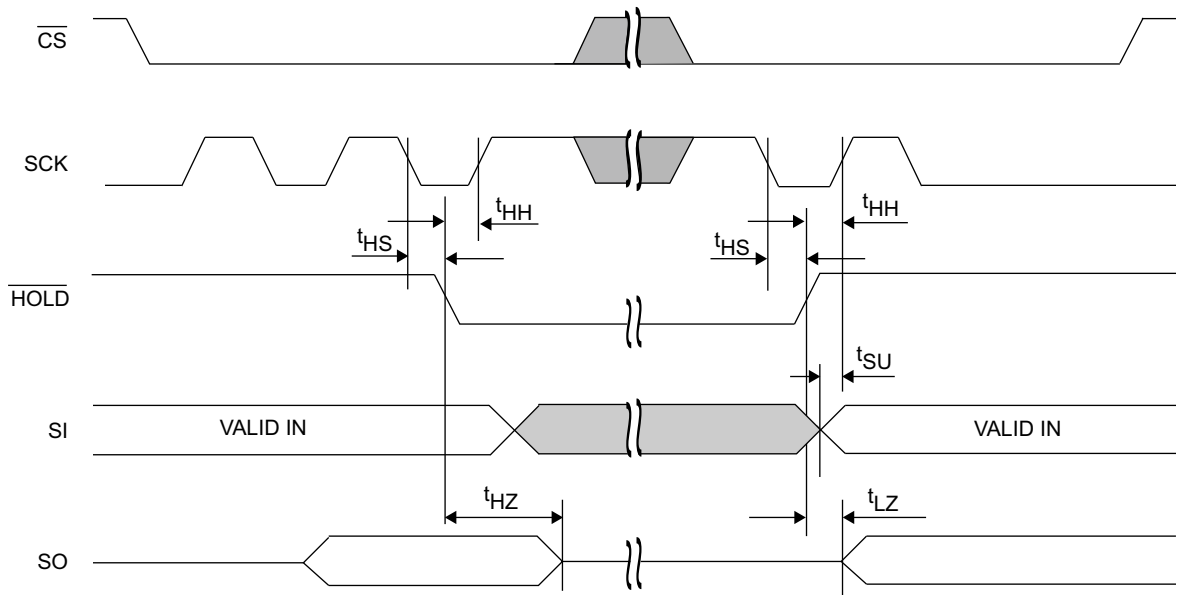 CS
SCK
tHH
tHH
tHS
tHS
HOLD
tSU
SI
VALID IN
VALID IN
tHZ
tLZ
SO